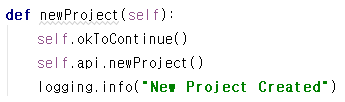 def newProject(self):
    self.okToContinue()
    self.api.newProject()
    logging.info("New Project Created")